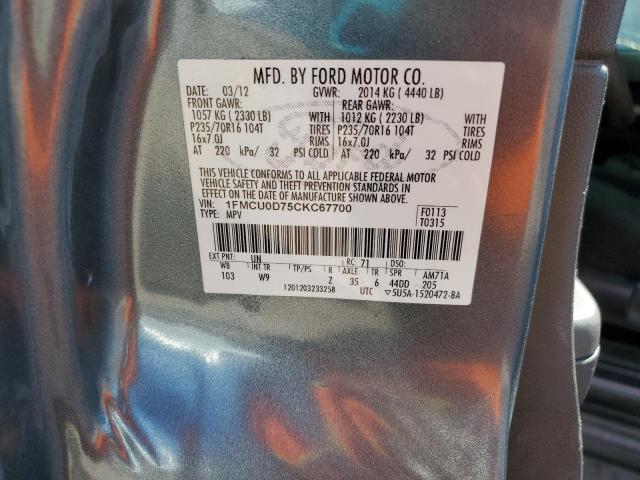 MFD. BY FORD MOTOR CO.
DATE: 03/12 GVWR: 2014 KG ( 4440 LB)
FRONT GAWR: REAR GAWR:
1057 KG ( 2330 LB) WITH 1012 KG ( 2230 LB) WITH
P235/70R16 104T TIRES P235/70R16 104T TIRES
16x7.0J RIMS 16x7.0J RIMS
AT 220 kPa/ 32 PSI COLD AT 220 kPa/ 32 PSI COLD
THIS VEHICLE CONFORMS TO ALL APPLICABLE FEDERAL MOTOR
VEHICLE SAFETY AND THEFT PREVENTION STANDARDS IN
EFFECT ON THE DATE OF MANUFACTURE SHOWN ABOVE.
VIN: 1FMCU0D75CKC67700 F0113
TYPE: MPV T0315
EXT PNT: UN RC: 71 DSO:
WB INT TR TP/PS R AXLE TR SPR AM71A
103 W9 Z 35 6 44DD 205
1201203233258 UTC ▽5U5A-1520472-BA